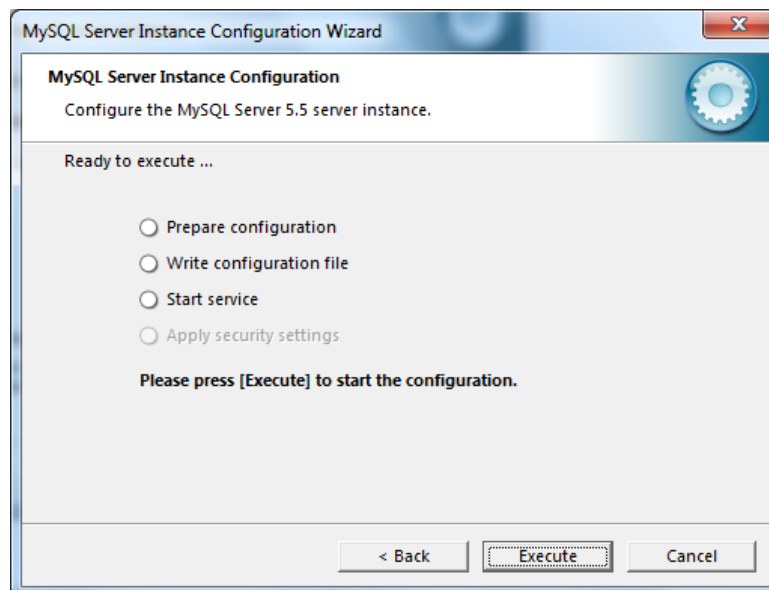 MySQL Server Instance Configuration Wizard
MySQL Server Instance Configuration
Configure the MySQL Server 5.5 server instance.
Ready to execute ...
Prepare configuration
Write configuration file
Start service
Apply security settings
Please press [Execute] to start the configuration.
< Back Execute Cancel